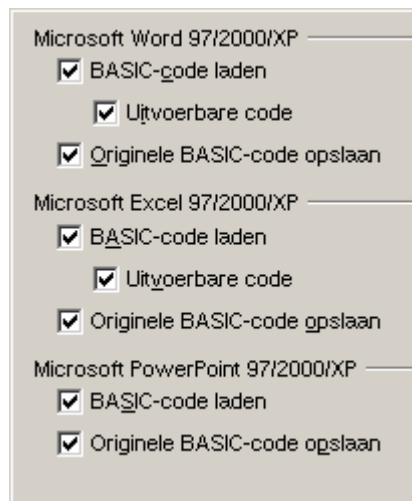 Microsoft Word 97/2000/XP
BASIC-code laden
Uitvoerbare code
Originele BASIC-code opslaan
Microsoft Excel 97/2000/XP
BASIC-code laden
Uitvoerbare code
Originele BASIC-code opslaan
Microsoft PowerPoint 97/2000/XP
BASIC-code laden
Originele BASIC-code opslaan